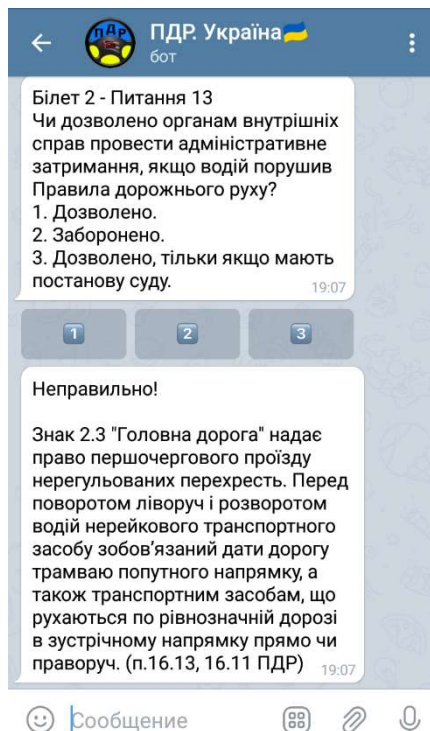 ПДР. Україна
бот
Білет 2 - Питання 13
Чи дозволено органам внутрішніх
справ провести адміністративне
затримання, якщо водій порушив
Правила дорожнього руху?
1. Дозволено.
2. Заборонено.
3. Дозволено, тільки якщо мають
постанову суду.
19:07
1 2 3
Неправильно!
Знак 2.3 "Головна дорога" надає
право першочергового проїзду
нерегульованих перехресть. Перед
поворотом ліворуч і розворотом
водій нерейкового транспортного
засобу зобов’язаний дати дорогу
трамваю попутного напрямку, а
також транспортним засобам, що
рухаються по рівнозначній дорозі
в зустрічному напрямку прямо чи
праворуч. (п.16.13, 16.11 ПДР)
19:07
Сообщение